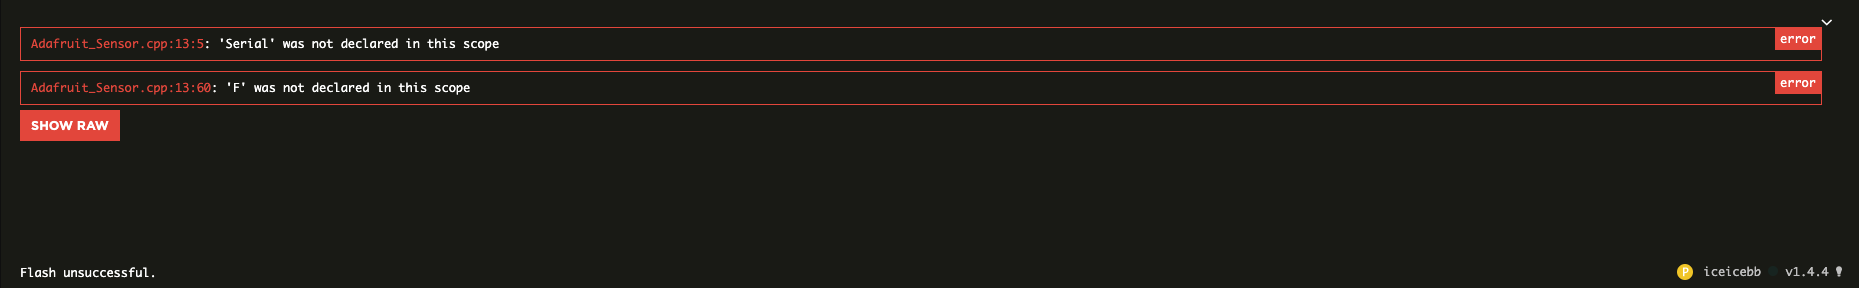 Adafruit_Sensor.cpp:13:5: 'Serial' was not declared in this scope
error
Adafruit_Sensor.cpp:13:60: 'F' was not declared in this scope
error
SHOW RAW
Flash unsuccessful.
P iceicebb v1.4.4